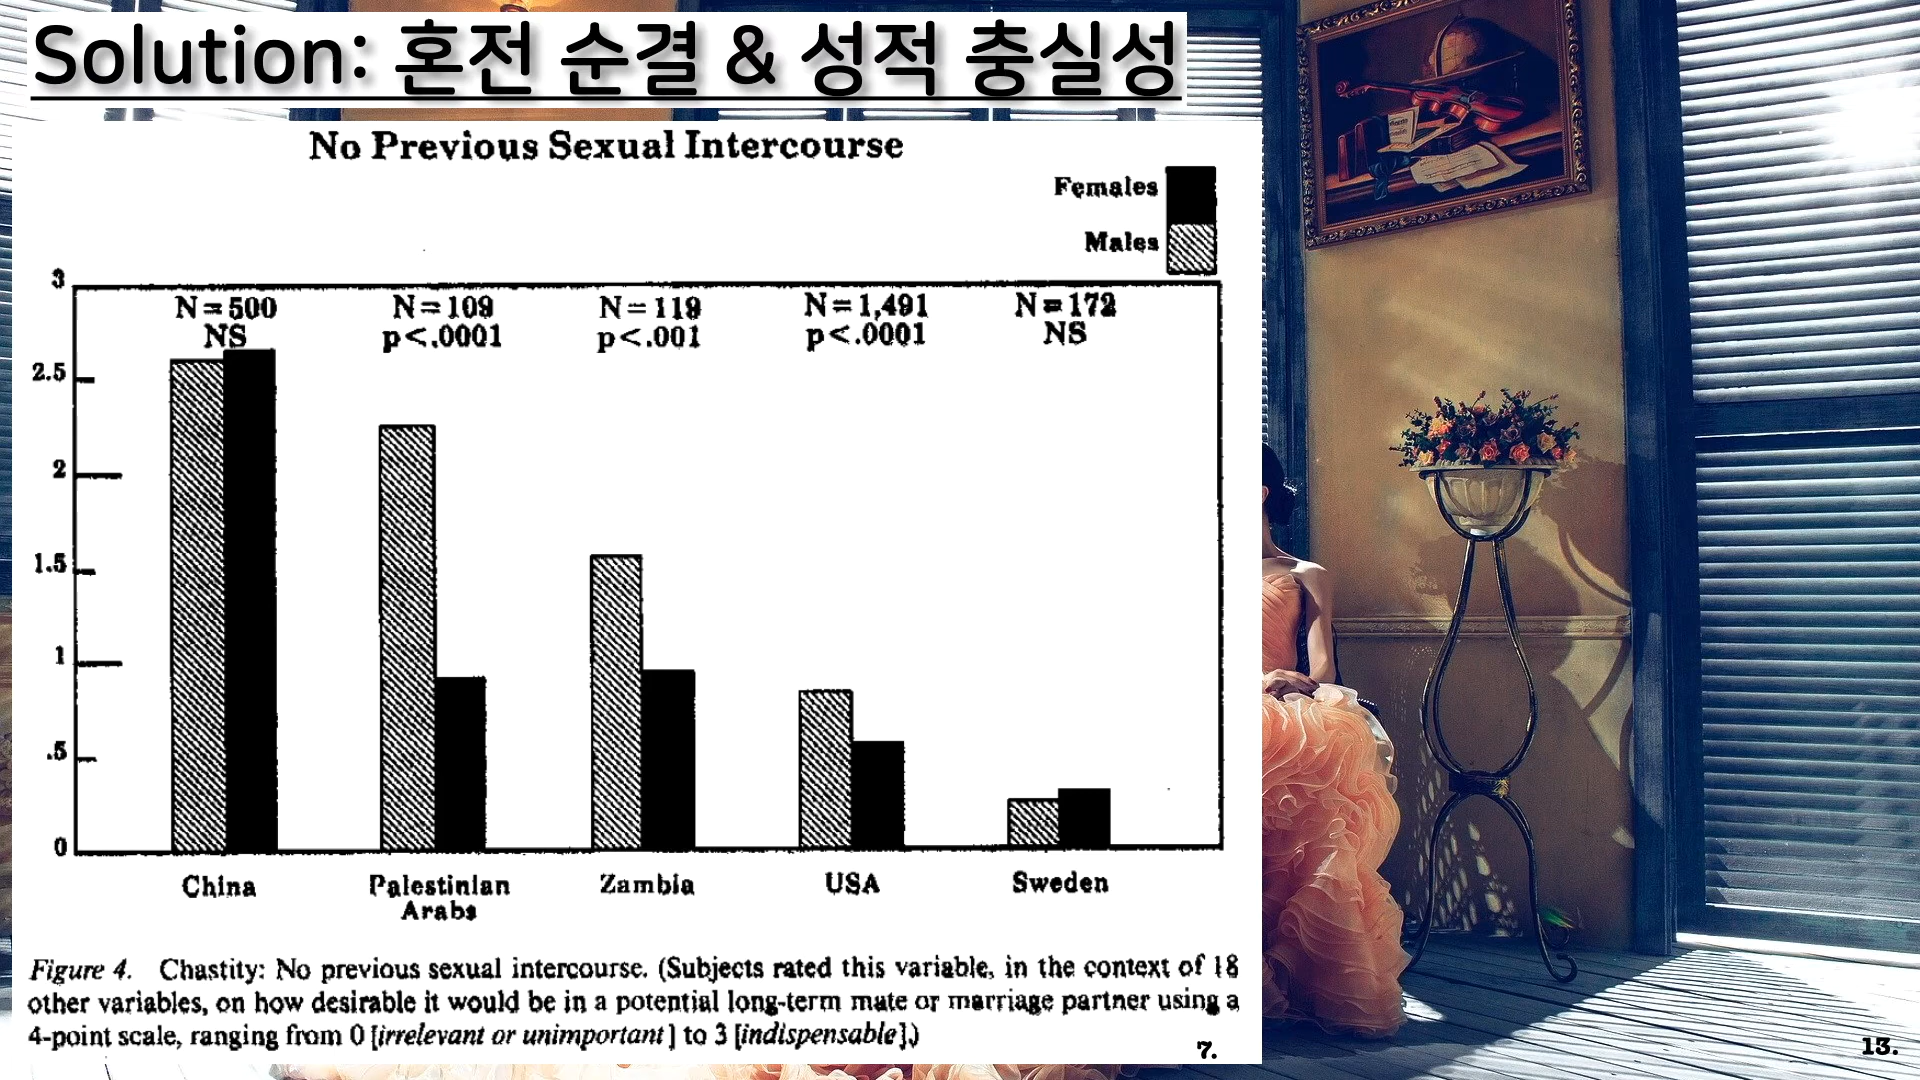 Solution: 혼전 순결 & 성적 충실성
No Previous Sexual Intercourse
Females
Males
3
2.5
2
1.5
1
.5
0
N=500
NS
N=109
p<.0001
N=119
p<.001
N=1,491
p<.0001
N=172
NS
China
Palestinian
Arabs
Zambia
USA
Sweden
Figure 4. Chastity: No previous sexual intercourse. (Subjects rated this variable, in the context of 18
other variables, on how desirable it would be in a potential long-term mate or marriage partner using a
4-point scale, ranging from 0 [irrelevant or unimportant] to 3 [indispensable].)
7.
13.